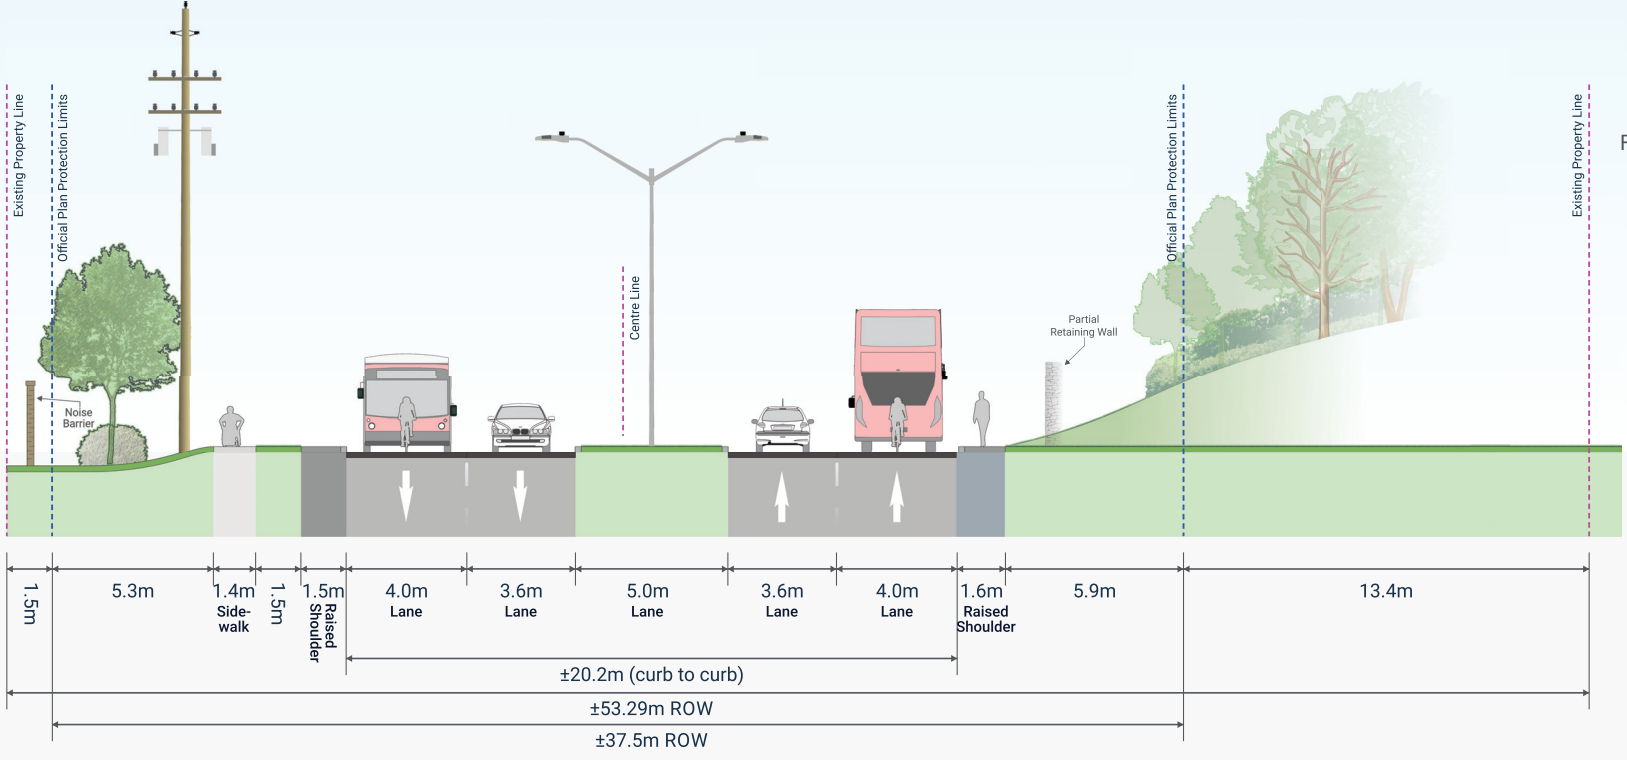 Existing Property Line
Official Plan Protection Limits
Noise
Barrier
Centre Line
Partial
Retaining Wall
Official Plan Protection Limits
Existing Property Line
F
1.5m
5.3m
1.4m
Side-
walk
1.5m
1.5m
Raised
Shoulder
4.0m
Lane
3.6m
Lane
5.0m
Lane
3.6m
Lane
4.0m
Lane
1.6m
Raised
Shoulder
5.9m
13.4m
±20.2m (curb to curb)
±53.29m ROW
±37.5m ROW